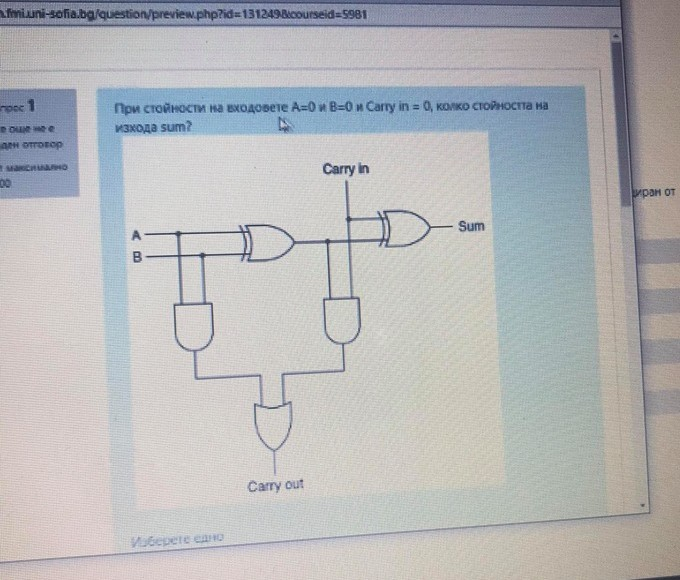 .fmi.uni-sofia.bg/question/preview.php?id=131249&courseid=5981
прос 1
е още не е
ден отговор
т максимално
00
При стойности на входовете A=0 и B=0 и Carry in = 0, колко стойността на
изхода sum?
Carry in
A
B
Sum
Carry out
Изберете едно
иран от